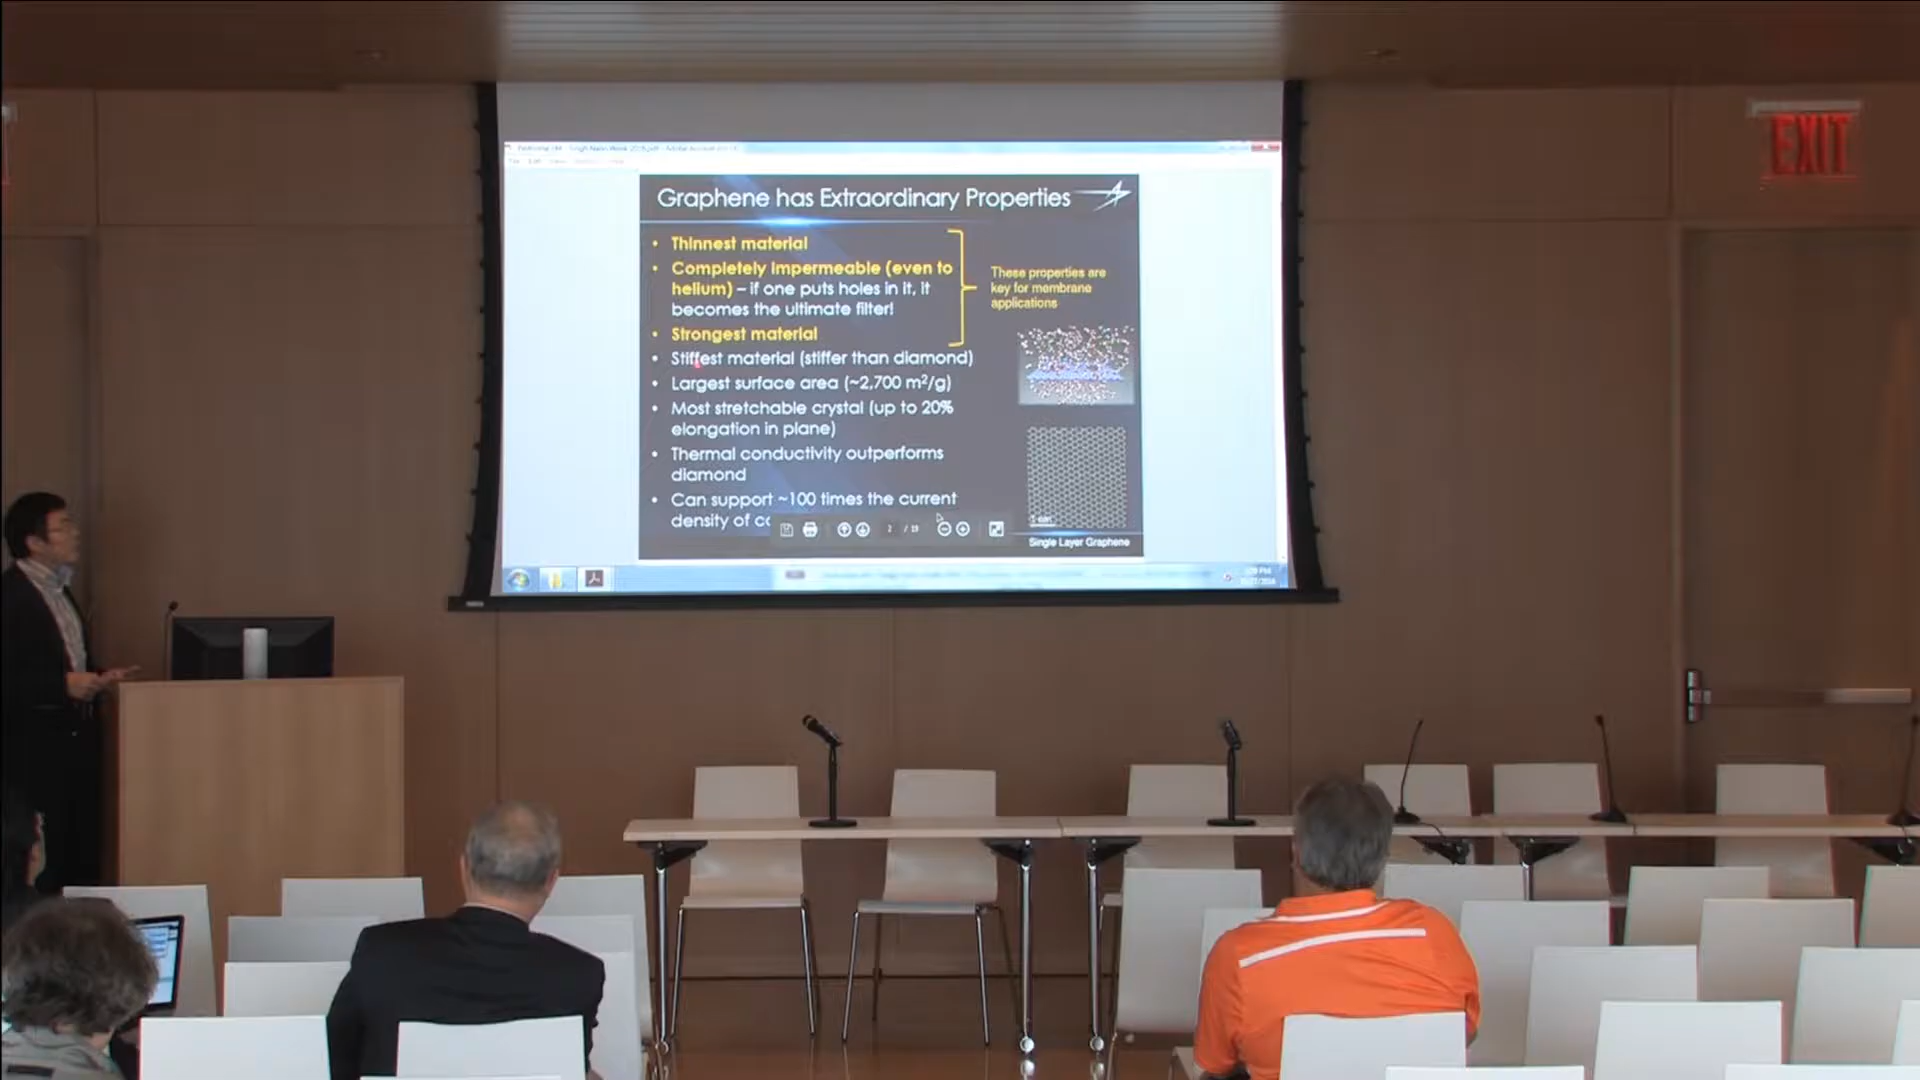 EXIT
Graphene has Extraordinary Properties
• Thinnest material
• Completely Impermeable (even to
helium) – if one puts holes in it, it
becomes the ultimate filter!
• Strongest material
• Stiffest material (stiffer than diamond)
• Largest surface area (~2,700 m²/g)
• Most stretchable crystal (up to 20%
elongation in plane)
• Thermal conductivity outperforms
diamond
• Can support ~100 times the current
density of
These properties are
key for membrane
applications
2 / 19
Single Layer Graphene